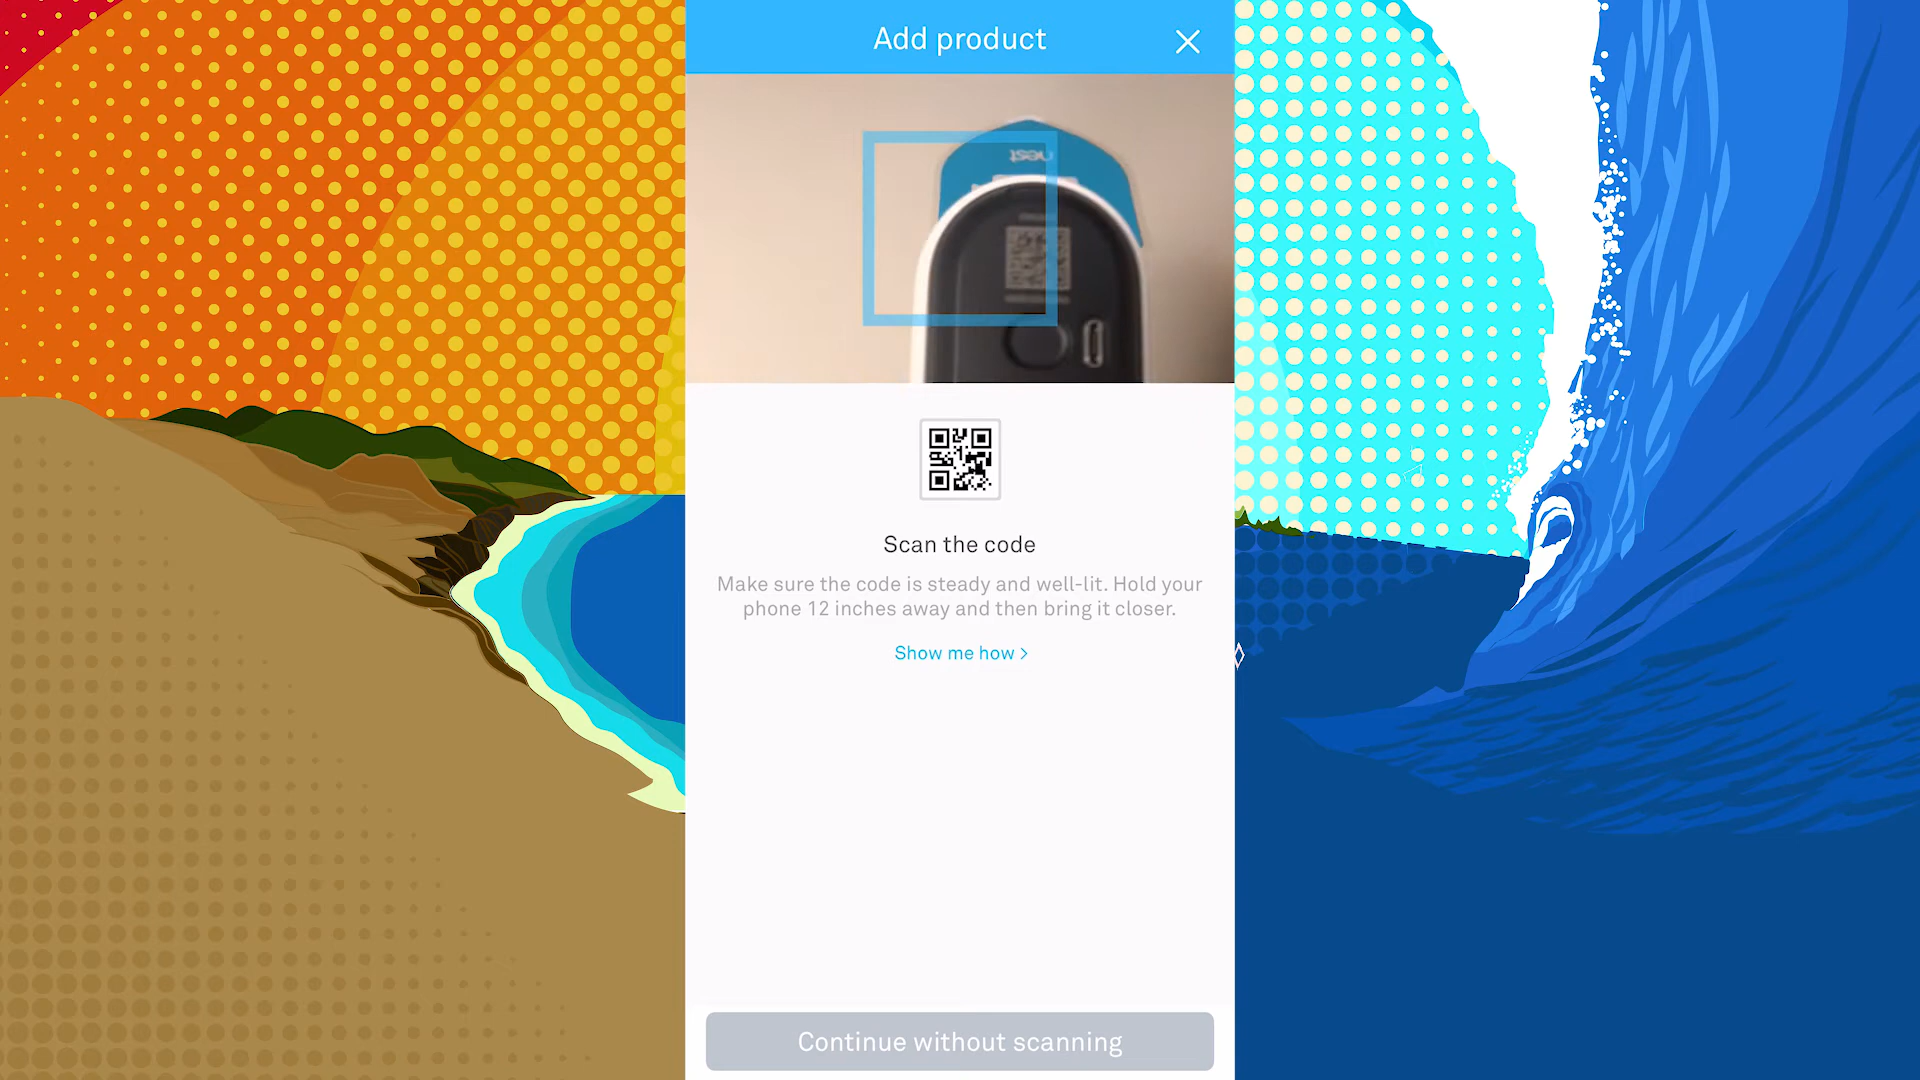 Add product
nest
Scan the code
Make sure the code is steady and well-lit. Hold your
phone 12 inches away and then bring it closer.
Show me how >
Continue without scanning